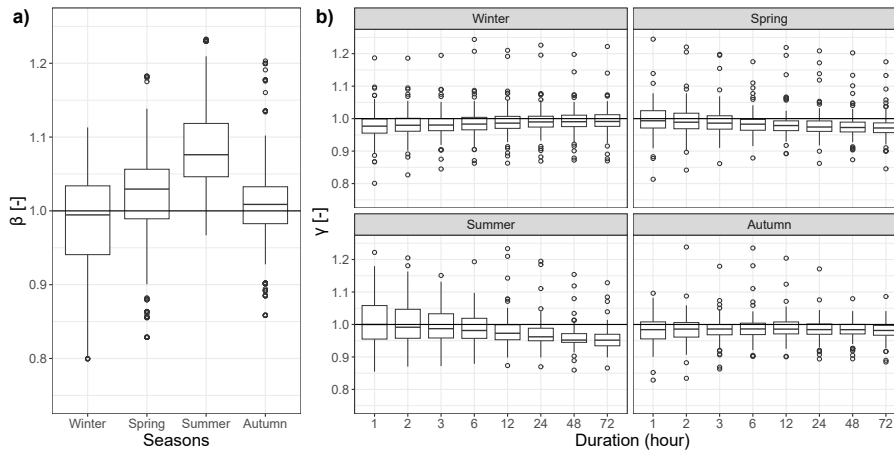 a)
β [-]
1.2
1.1
1.0
0.9
0.8
Winter Spring Summer Autumn
Seasons
b)
γ [-]
Winter Spring
1.2
1.1
1.0
0.9
0.8
Summer Autumn
1.2
1.1
1.0
0.9
0.8
1 2 3 6 12 24 48 72 1 2 3 6 12 24 48 72
Duration (hour)